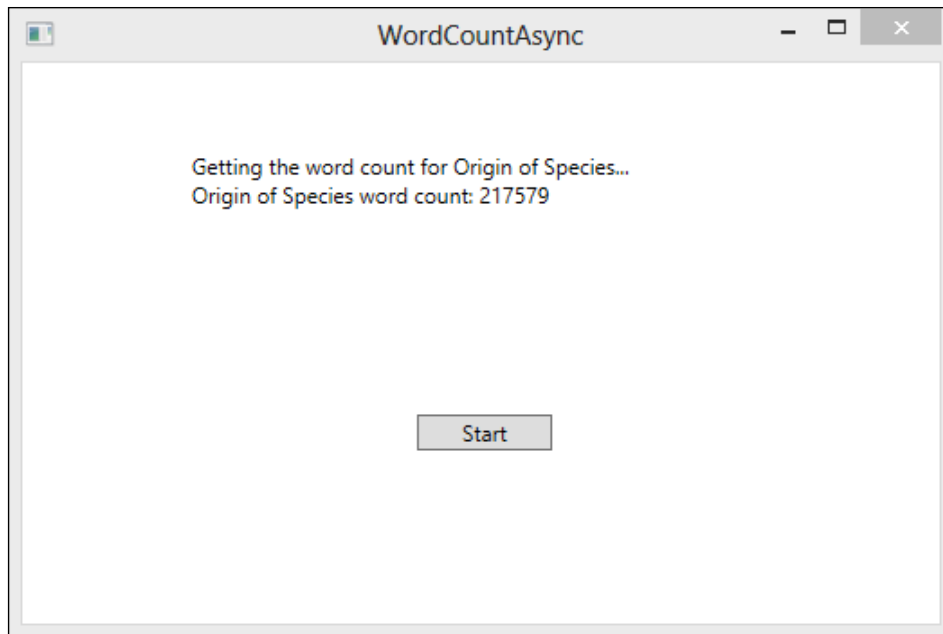 WordCountAsync
Getting the word count for Origin of Species...
Origin of Species word count: 217579
Start